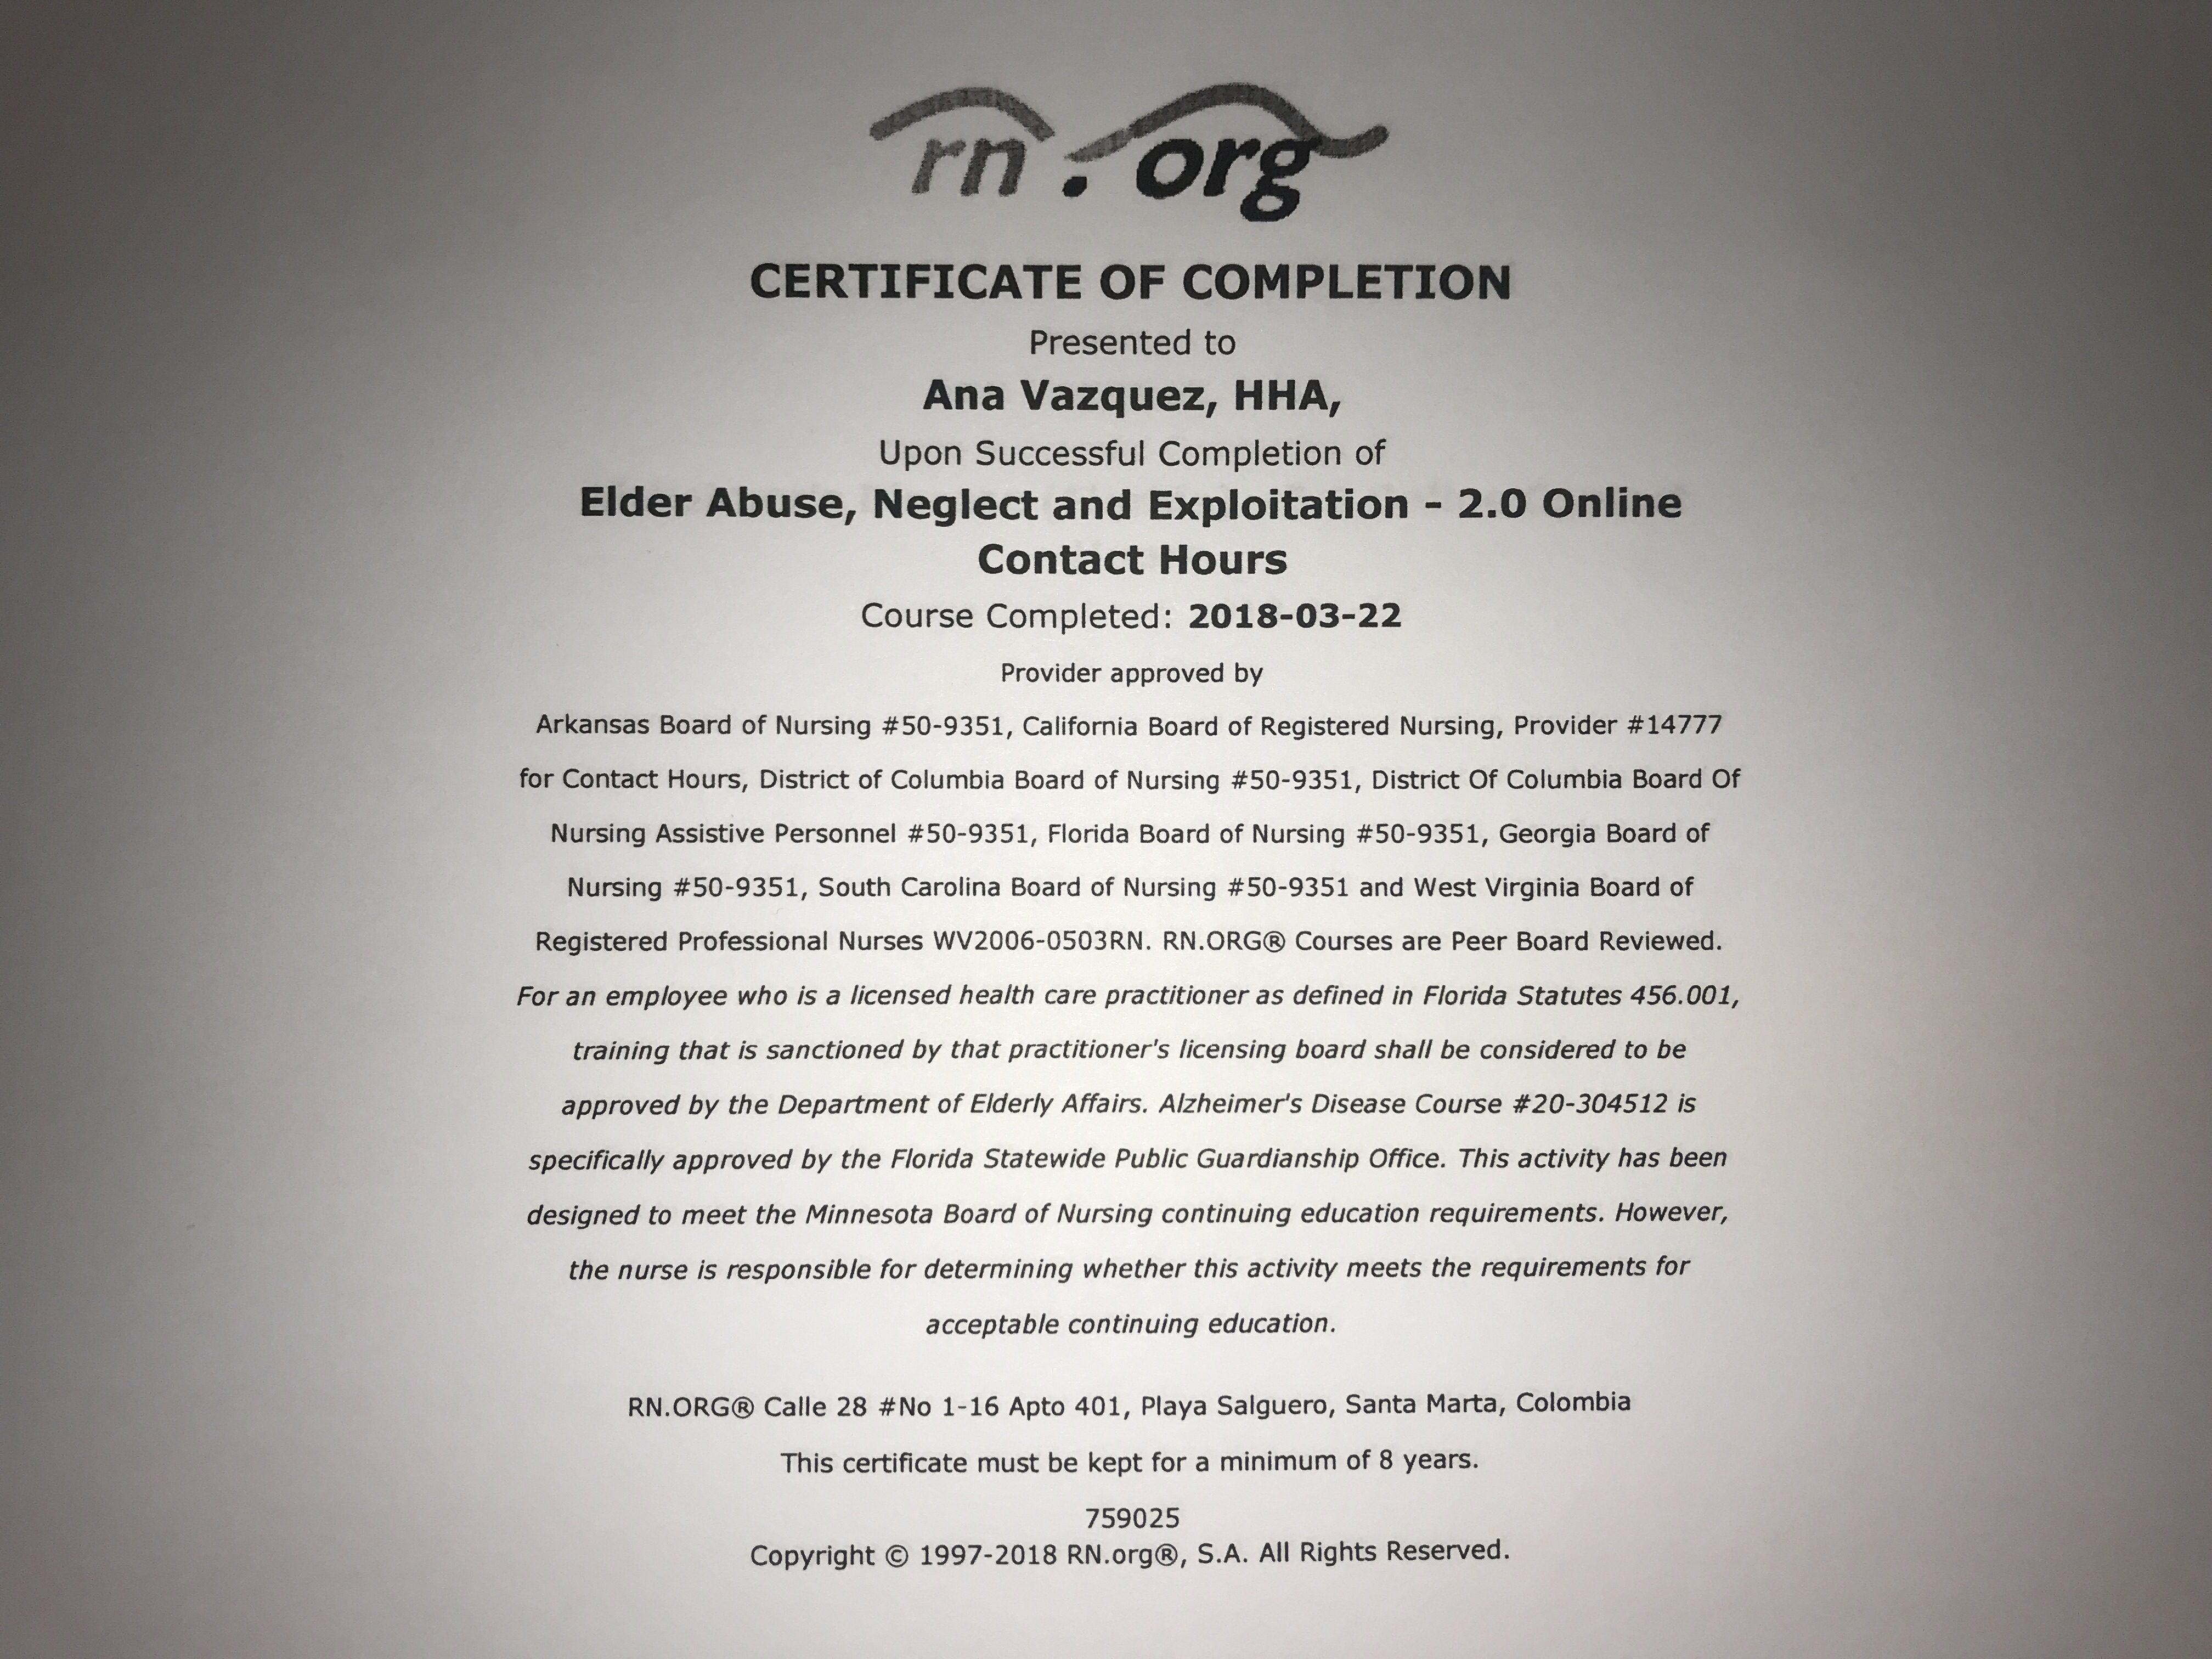 rn.org
CERTIFICATE OF COMPLETION
Presented to
Ana Vazquez, HHA,
Upon Successful Completion of
Elder Abuse, Neglect and Exploitation - 2.0 Online
Contact Hours
Course Completed: 2018-03-22
Provider approved by
Arkansas Board of Nursing #50-9351, California Board of Registered Nursing, Provider #14777
for Contact Hours, District of Columbia Board of Nursing #50-9351, District Of Columbia Board Of
Nursing Assistive Personnel #50-9351, Florida Board of Nursing #50-9351, Georgia Board of
Nursing #50-9351, South Carolina Board of Nursing #50-9351 and West Virginia Board of
Registered Professional Nurses WV2006-0503RN. RN.ORG® Courses are Peer Board Reviewed.
For an employee who is a licensed health care practitioner as defined in Florida Statutes 456.001,
training that is sanctioned by that practitioner's licensing board shall be considered to be
approved by the Department of Elderly Affairs. Alzheimer's Disease Course #20-304512 is
specifically approved by the Florida Statewide Public Guardianship Office. This activity has been
designed to meet the Minnesota Board of Nursing continuing education requirements. However,
the nurse is responsible for determining whether this activity meets the requirements for
acceptable continuing education.
RN.ORG® Calle 28 #No 1-16 Apto 401, Playa Salguero, Santa Marta, Colombia
This certificate must be kept for a minimum of 8 years.
759025
Copyright © 1997-2018 RN.org®, S.A. All Rights Reserved.